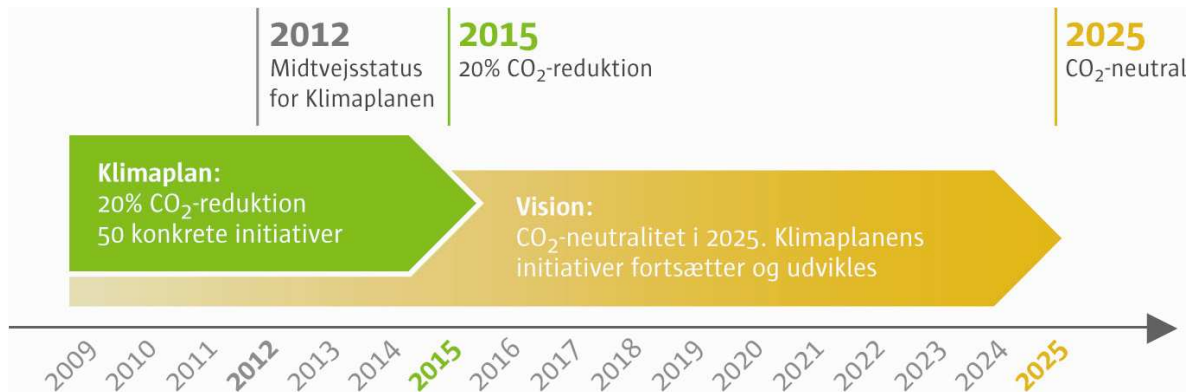 2012
Midtvejsstatus
for Klimaplanen
2015
20% CO₂-reduktion
2025
CO₂-neutral
Klimaplan:
20% CO₂-reduktion
50 konkrete initiativer
Vision:
CO₂-neutralitet i 2025. Klimaplanens
initiativer fortsætter og udvikles
2009
2010
2011
2012
2013
2014
2015
2016
2017
2018
2019
2020
2021
2022
2023
2024
2025